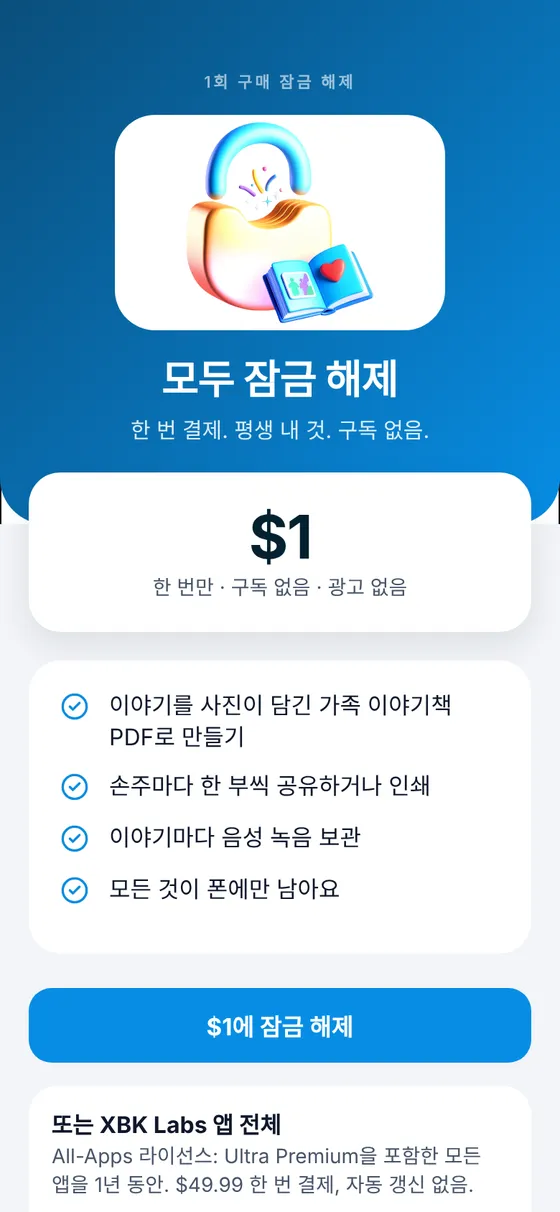 1회 구매 잠금 해제
모두 잠금 해제
한 번 결제. 평생 내 것. 구독 없음.
$1
한 번만 · 구독 없음 · 광고 없음
이야기를 사진이 담긴 가족 이야기책
PDF로 만들기
손주마다 한 부씩 공유하거나 인쇄
이야기마다 음성 녹음 보관
모든 것이 폰에만 남아요
$1에 잠금 해제
또는 XBK Labs 앱 전체
All-Apps 라이선스: Ultra Premium을 포함한 모든
앱을 1년 동안. $49.99 한 번 결제, 자동 갱신 없음.